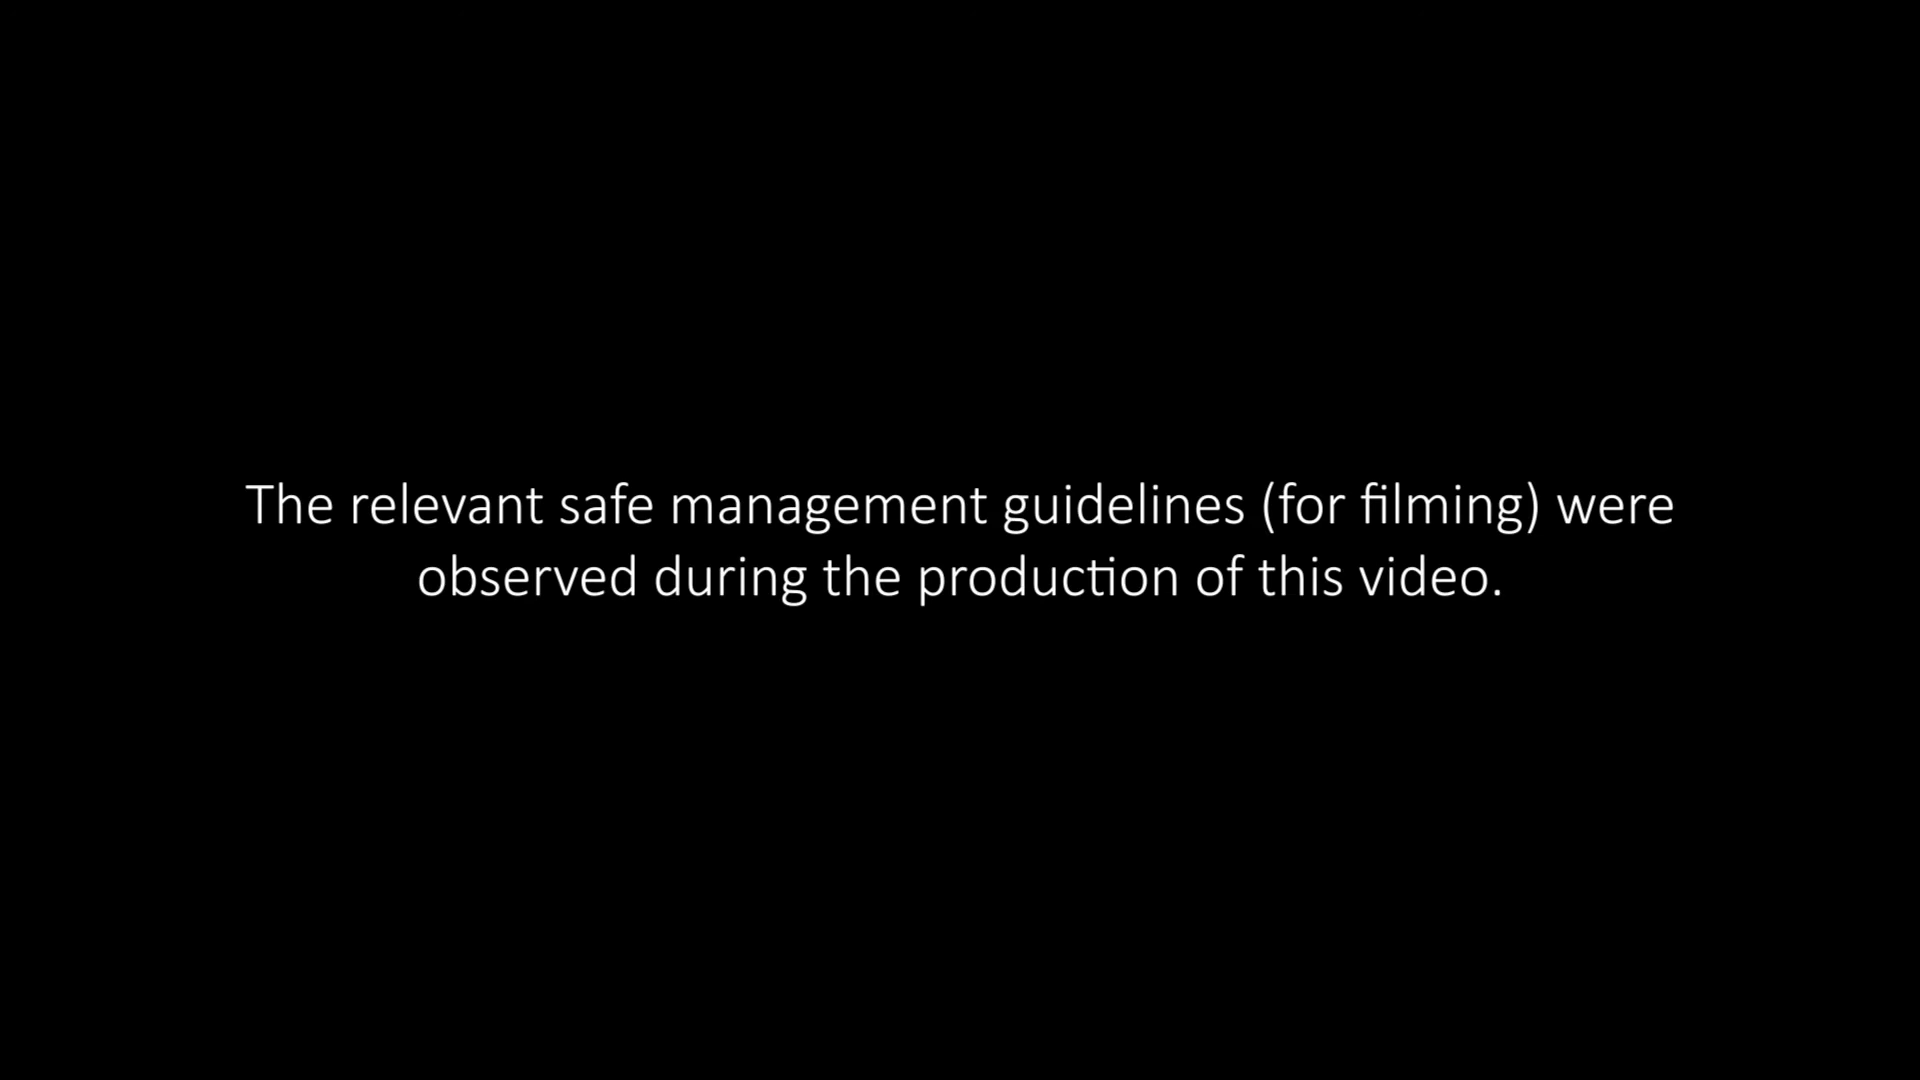 The relevant safe management guidelines (for filming) were
observed during the production of this video.